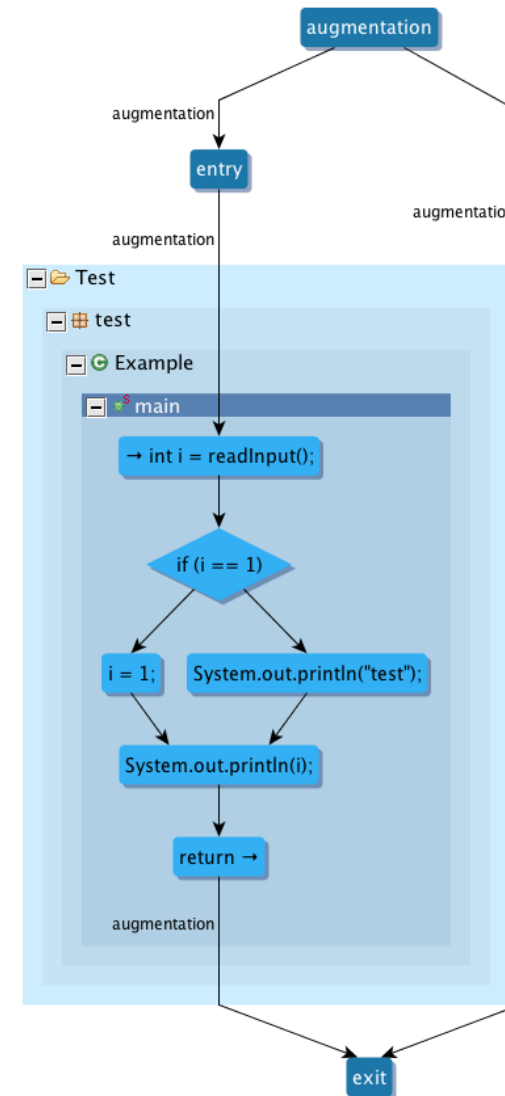 augmentation
augmentation
entry
augmentatio
augmentation
Test
test
Example
main
→ int i = readInput();
if (i == 1)
i = 1;
System.out.println("test");
System.out.println(i);
return →
augmentation
exit